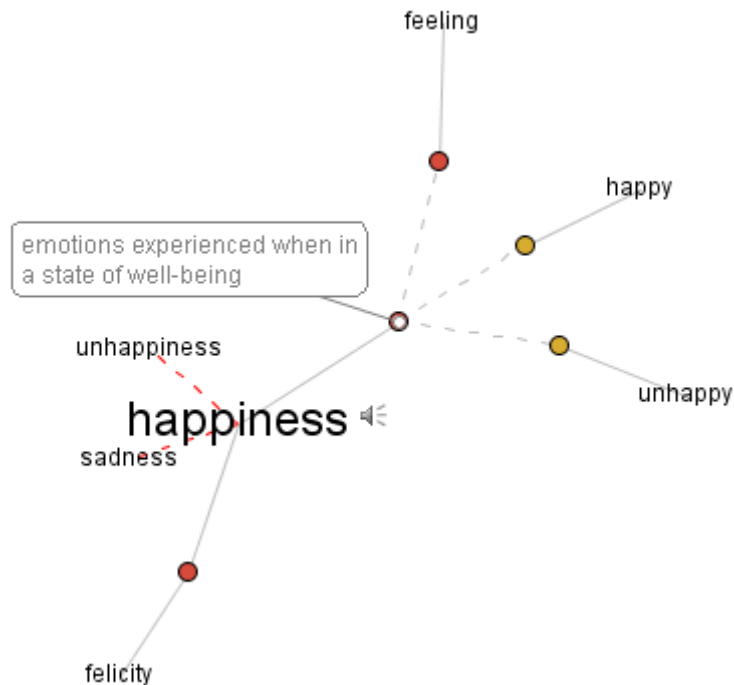 feeling
happy
emotions experienced when in
a state of well-being
unhappiness
unhappy
happiness
sadness
felicity